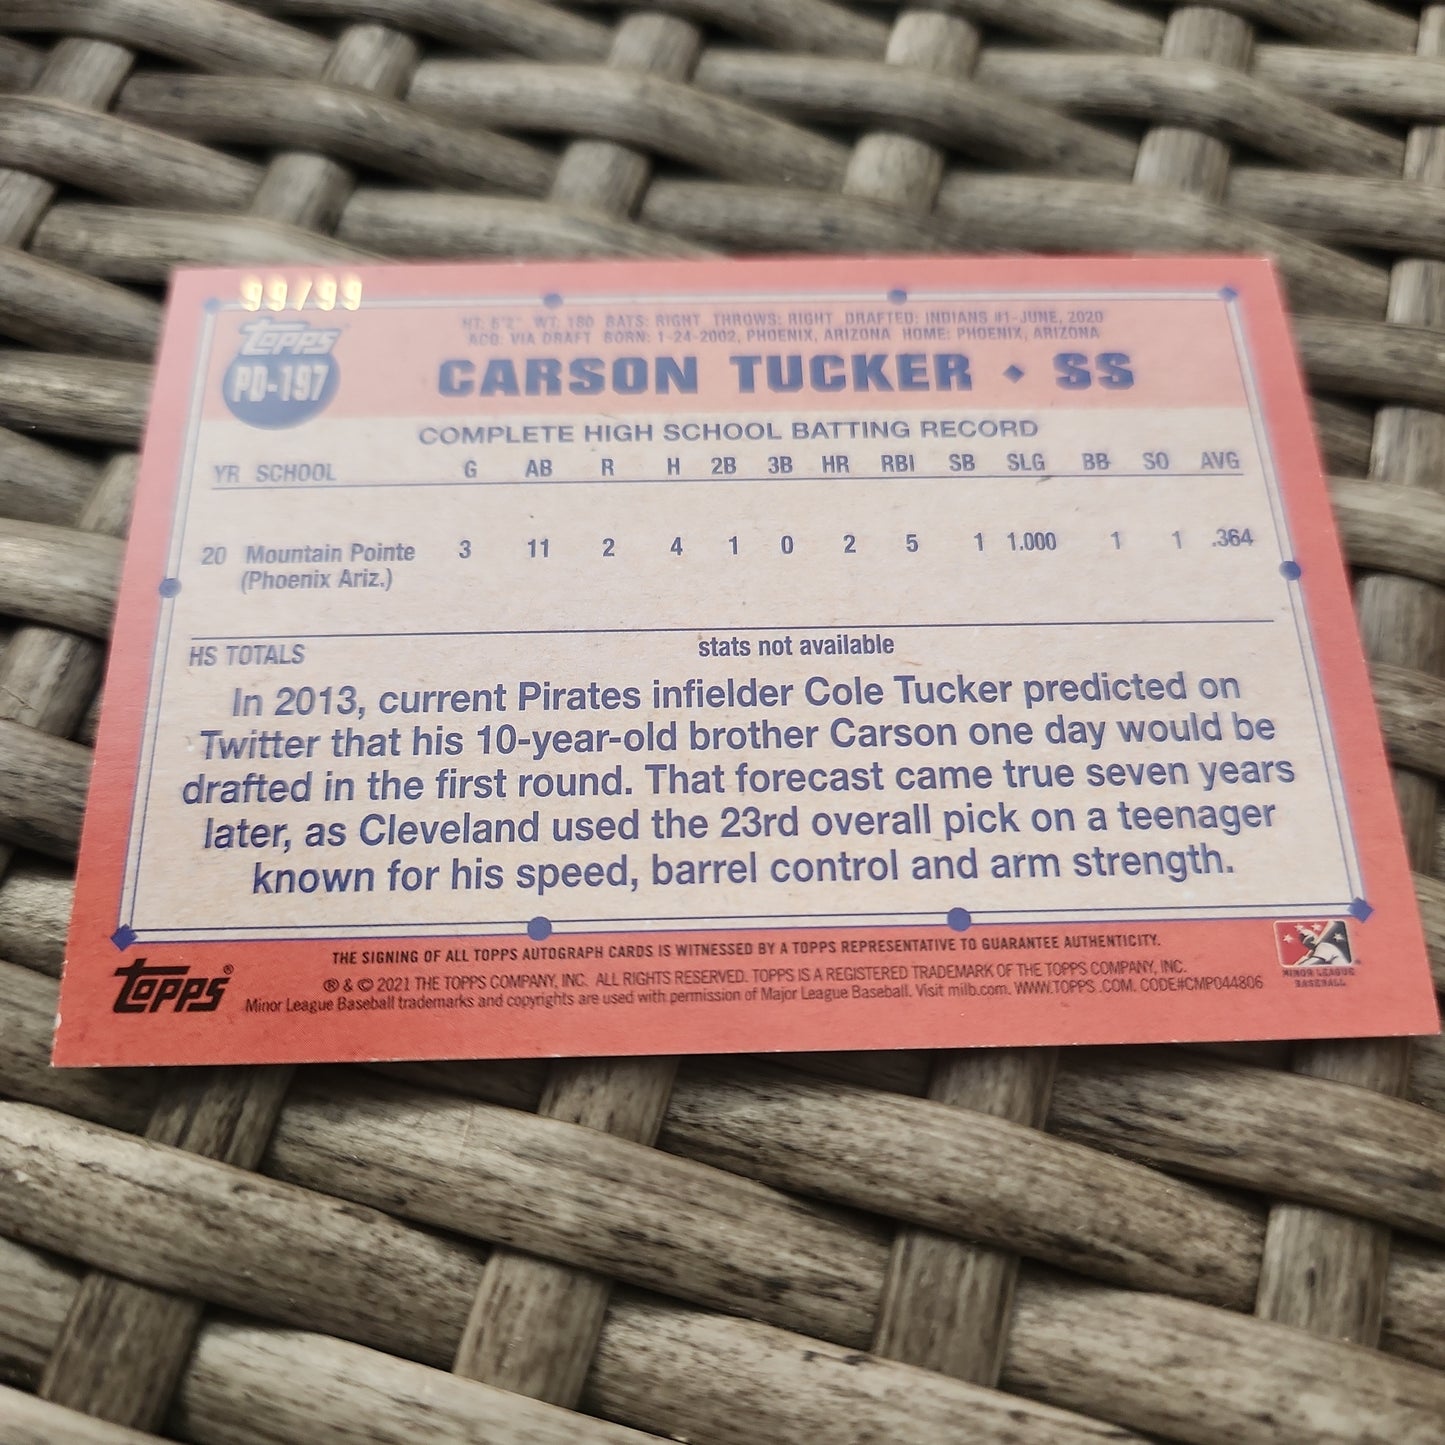 99/99
Topps
PD-197
HT: 6'2" WT: 180 BATS: RIGHT THROWS: RIGHT DRAFTED: INDIANS #1-JUNE, 2020
ACQ: VIA DRAFT BORN: 1-24-2002, PHOENIX, ARIZONA HOME: PHOENIX, ARIZONA
CARSON TUCKER ◆ SS
COMPLETE HIGH SCHOOL BATTING RECORD
YR SCHOOL G AB R H 2B 3B HR RBI SB SLG BB SO AVG
20 Mountain Pointe 3 11 2 4 1 0 2 5 1 1.000 1 1 .364
(Phoenix Ariz.)
HS TOTALS stats not available
In 2013, current Pirates infielder Cole Tucker predicted on
Twitter that his 10-year-old brother Carson one day would be
drafted in the first round. That forecast came true seven years
later, as Cleveland used the 23rd overall pick on a teenager
known for his speed, barrel control and arm strength.
THE SIGNING OF ALL TOPPS AUTOGRAPH CARDS IS WITNESSED BY A TOPPS REPRESENTATIVE TO GUARANTEE AUTHENTICITY.
Topps®
® & © 2021 THE TOPPS COMPANY, INC. ALL RIGHTS RESERVED. TOPPS IS A REGISTERED TRADEMARK OF THE TOPPS COMPANY, INC.
Minor League Baseball trademarks and copyrights are used with permission of Major League Baseball. Visit milb.com. WWW.TOPPS .COM. CODE#CMP044806
MINOR LEAGUE
BASEBALL